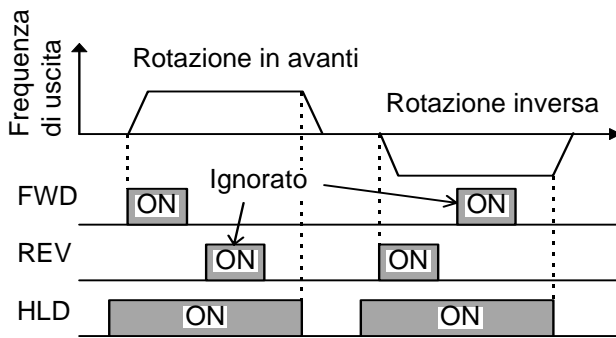 Frequenza
di uscita
Rotazione in avanti
Rotazione inversa
Ignorato
FWD
ON
ON
REV
ON
ON
HLD
ON
ON